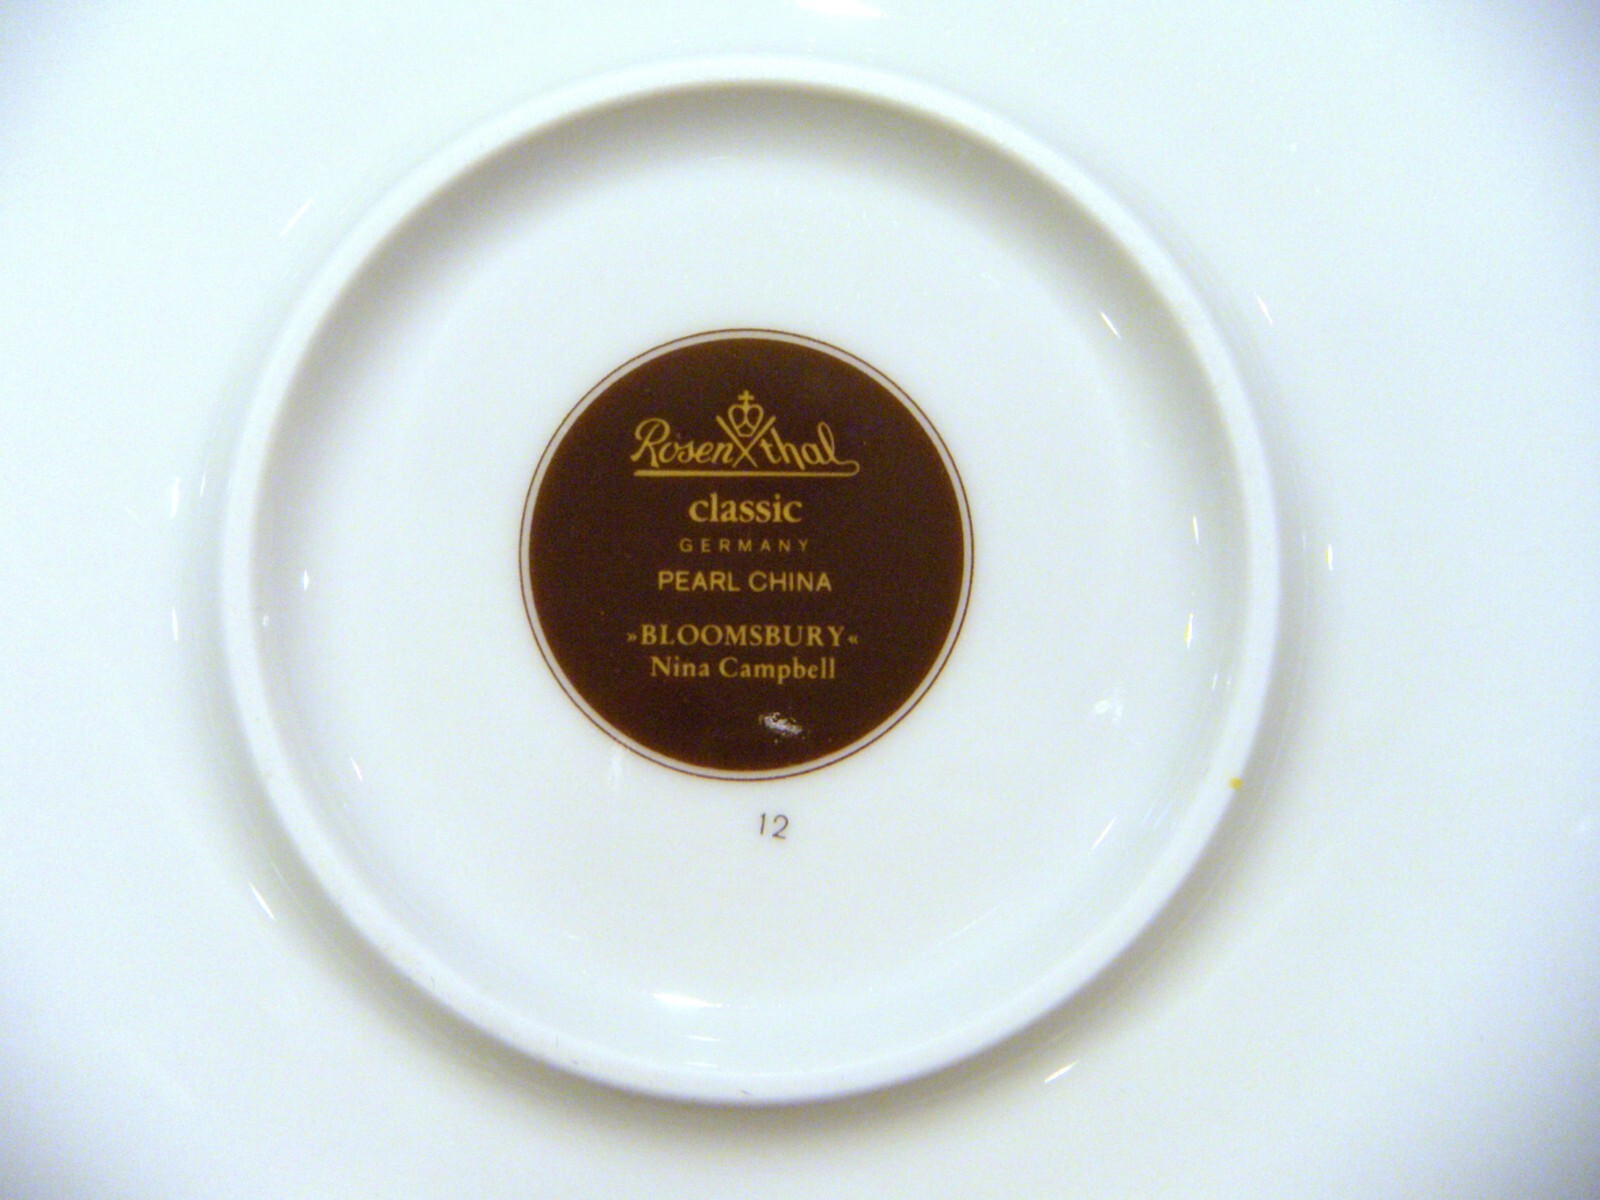 Rosenthal
classic
GERMANY
PEARL CHINA
»BLOOMSBURY«
Nina Campbell
12